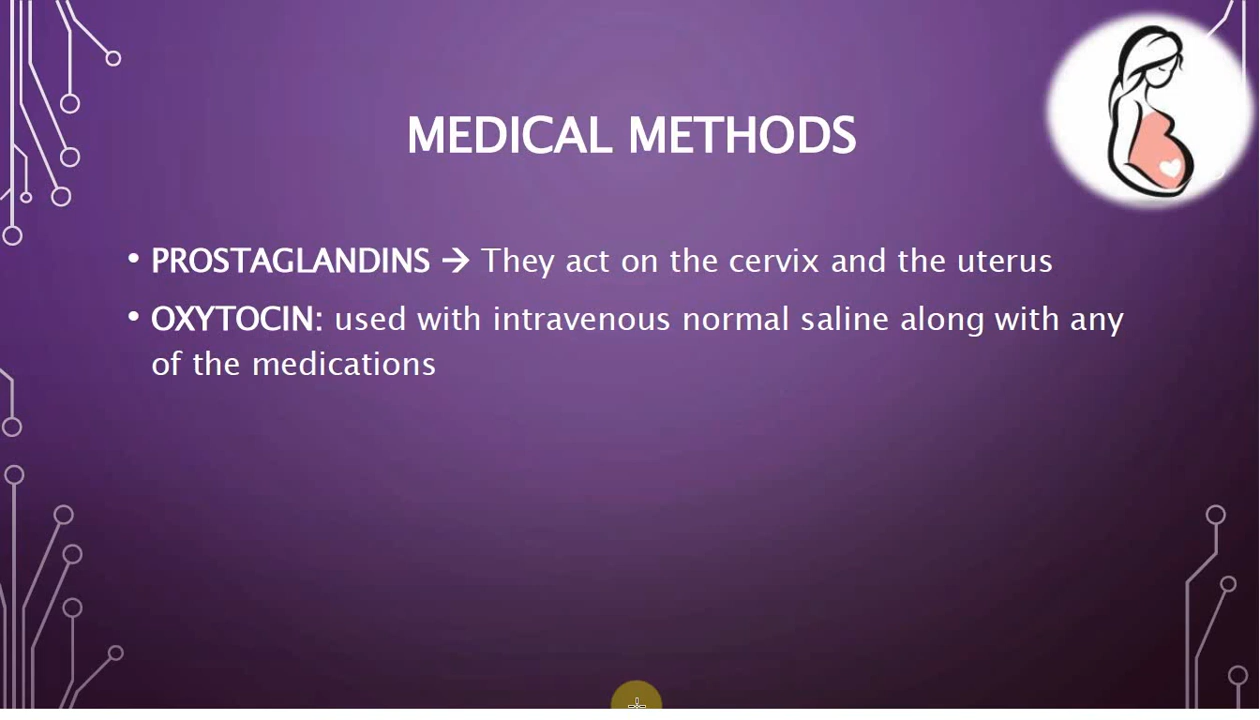 MEDICAL METHODS
• PROSTAGLANDINS → They act on the cervix and the uterus
• OXYTOCIN: used with intravenous normal saline along with any
of the medications